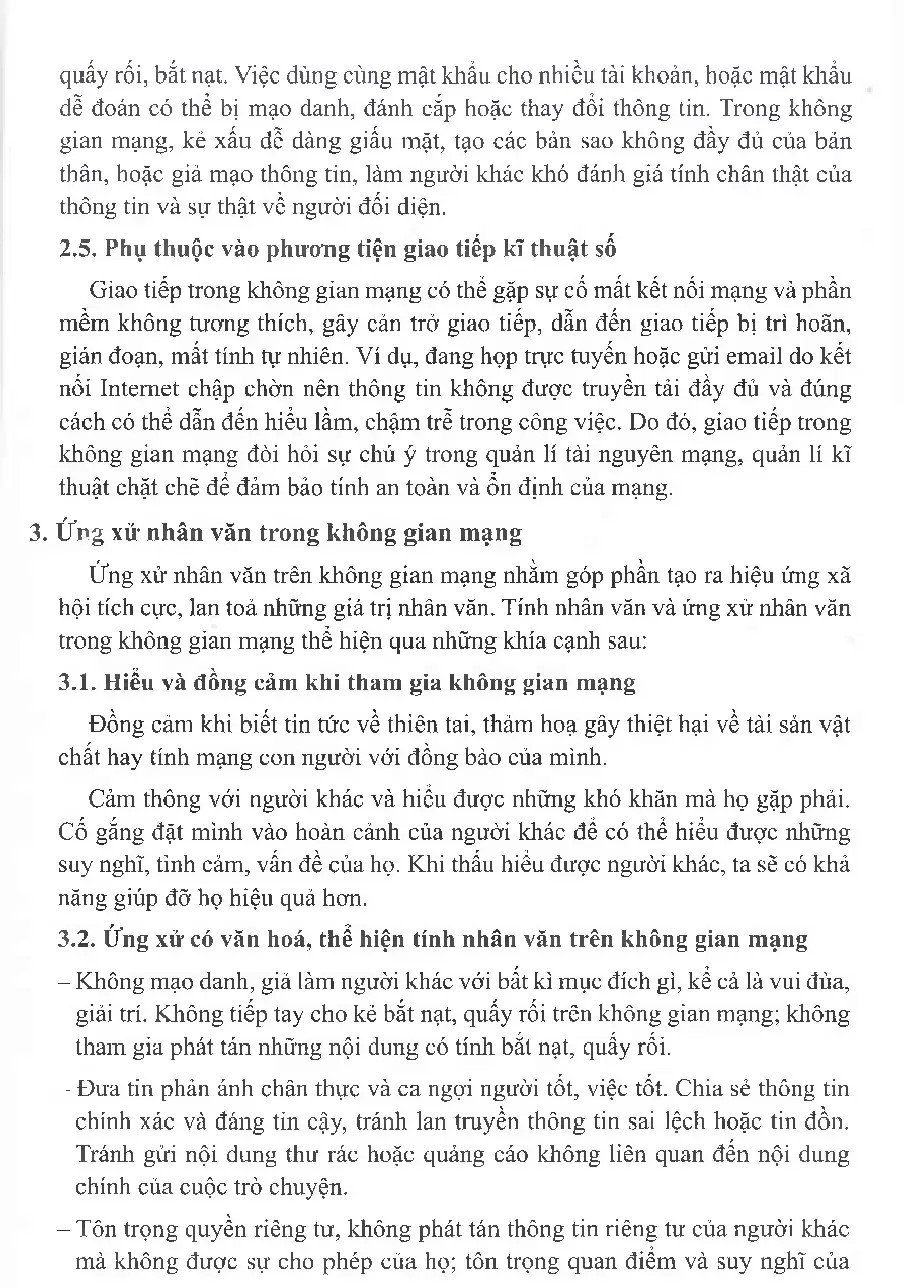 quấy rối, bắt nạt. Việc dùng cùng mật khẩu cho nhiều tài khoản, hoặc mật khẩu
dễ đoán có thể bị mạo danh, đánh cắp hoặc thay đổi thông tin. Trong không
gian mạng, kẻ xấu dễ dàng giấu mặt, tạo các bản sao không đầy đủ của bản
thân, hoặc giả mạo thông tin, làm người khác khó đánh giá tính chân thật của
thông tin và sự thật về người đối diện.
2.5. Phụ thuộc vào phương tiện giao tiếp kĩ thuật số
Giao tiếp trong không gian mạng có thể gặp sự cố mất kết nối mạng và phần
mềm không tương thích, gây cản trở giao tiếp, dẫn đến giao tiếp bị trì hoãn,
gián đoạn, mất tính tự nhiên. Ví dụ, đang họp trực tuyến hoặc gửi email do kết
nối Internet chập chờn nên thông tin không được truyền tải đầy đủ và đúng
cách có thể dẫn đến hiểu lầm, chậm trễ trong công việc. Do đó, giao tiếp trong
không gian mạng đòi hỏi sự chú ý trong quản lí tài nguyên mạng, quản lí kĩ
thuật chặt chẽ để đảm bảo tính an toàn và ổn định của mạng.
3. Ứng xử nhân văn trong không gian mạng
Ứng xử nhân văn trên không gian mạng nhằm góp phần tạo ra hiệu ứng xã
hội tích cực, lan toả những giá trị nhân văn. Tính nhân văn và ứng xử nhân văn
trong không gian mạng thể hiện qua những khía cạnh sau:
3.1. Hiểu và đồng cảm khi tham gia không gian mạng
Đồng cảm khi biết tin tức về thiên tai, thảm hoạ gây thiệt hại về tài sản vật
chất hay tính mạng con người với đồng bào của mình.
Cảm thông với người khác và hiểu được những khó khăn mà họ gặp phải.
Cố gắng đặt mình vào hoàn cảnh của người khác để có thể hiểu được những
suy nghĩ, tình cảm, vấn đề của họ. Khi thấu hiểu được người khác, ta sẽ có khả
năng giúp đỡ họ hiệu quả hơn.
3.2. Ứng xử có văn hoá, thể hiện tính nhân văn trên không gian mạng
– Không mạo danh, giả làm người khác với bất kì mục đích gì, kể cả là vui đùa,
giải trí. Không tiếp tay cho kẻ bắt nạt, quấy rối trên không gian mạng; không
tham gia phát tán những nội dung có tính bắt nạt, quấy rối.
- Đưa tin phản ánh chân thực và ca ngợi người tốt, việc tốt. Chia sẻ thông tin
chính xác và đáng tin cậy, tránh lan truyền thông tin sai lệch hoặc tin đồn.
Tránh gửi nội dung thư rác hoặc quảng cáo không liên quan đến nội dung
chính của cuộc trò chuyện.
– Tôn trọng quyền riêng tư, không phát tán thông tin riêng tư của người khác
mà không được sự cho phép của họ; tôn trọng quan điểm và suy nghĩ của